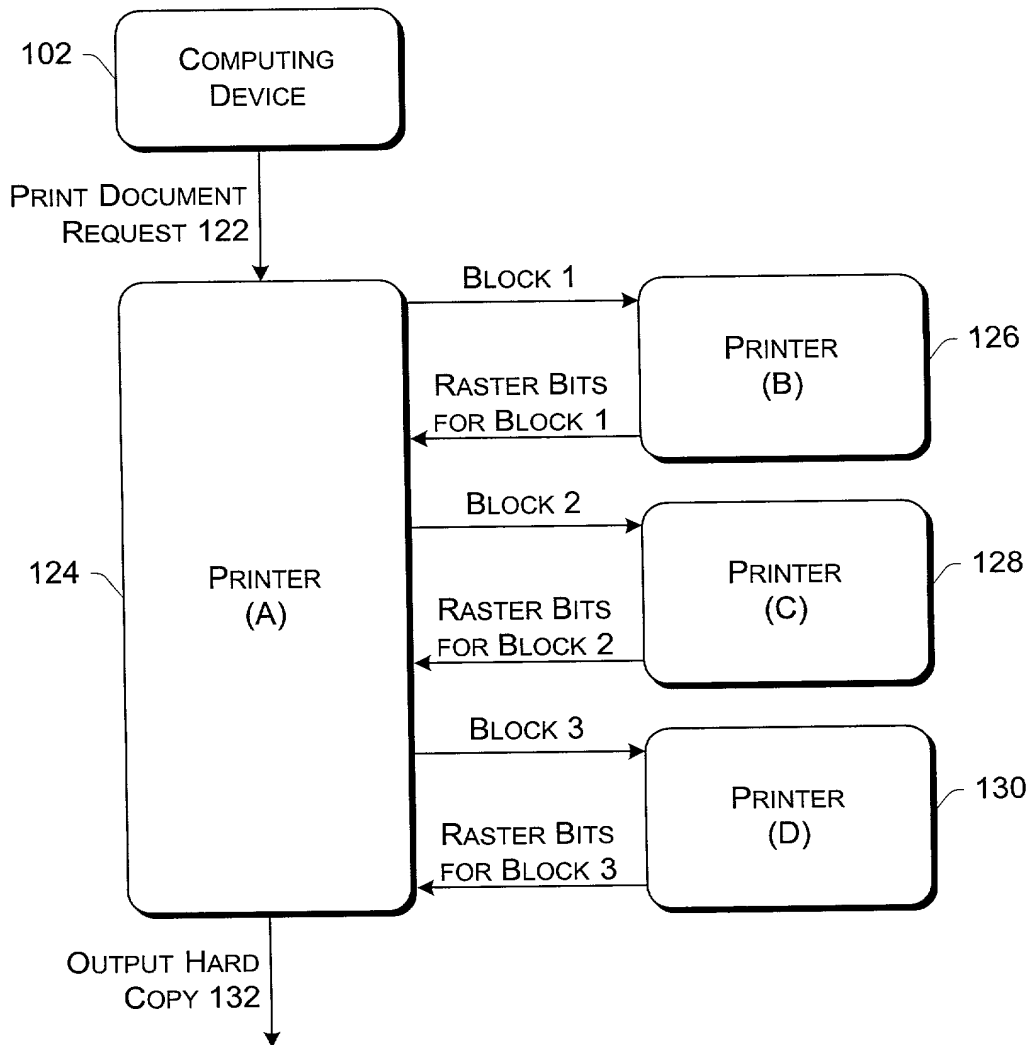 102
COMPUTING
DEVICE
PRINT DOCUMENT
REQUEST 122
BLOCK 1
PRINTER
(B)
126
RASTER BITS
FOR BLOCK 1
BLOCK 2
124
PRINTER
(A)
PRINTER
(C)
128
RASTER BITS
FOR BLOCK 2
BLOCK 3
PRINTER
(D)
130
RASTER BITS
FOR BLOCK 3
OUTPUT HARD
COPY 132